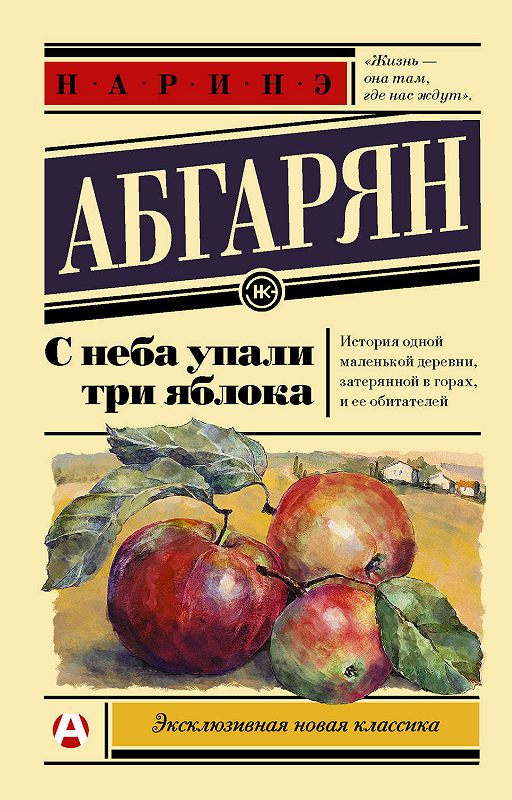 Н·А·Р·И·Н·Э
«Жизнь —
она там,
где нас ждут».
АБГАРЯН
НК
С неба упали
три яблока
История одной
маленькой деревни,
затерянной в горах,
и ее обитателей
А
Эксклюзивная новая классика